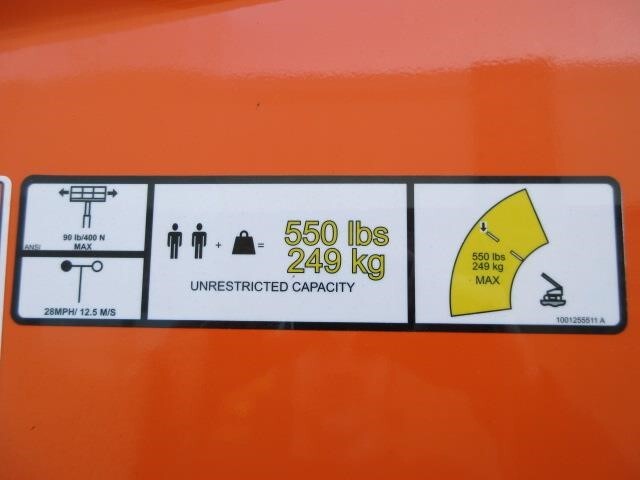 90 lb/400 N
MAX
ANSI
28MPH/ 12.5 M/S
+ = 550 lbs
249 kg
UNRESTRICTED CAPACITY
550 lbs
249 kg
MAX
1001255511 A